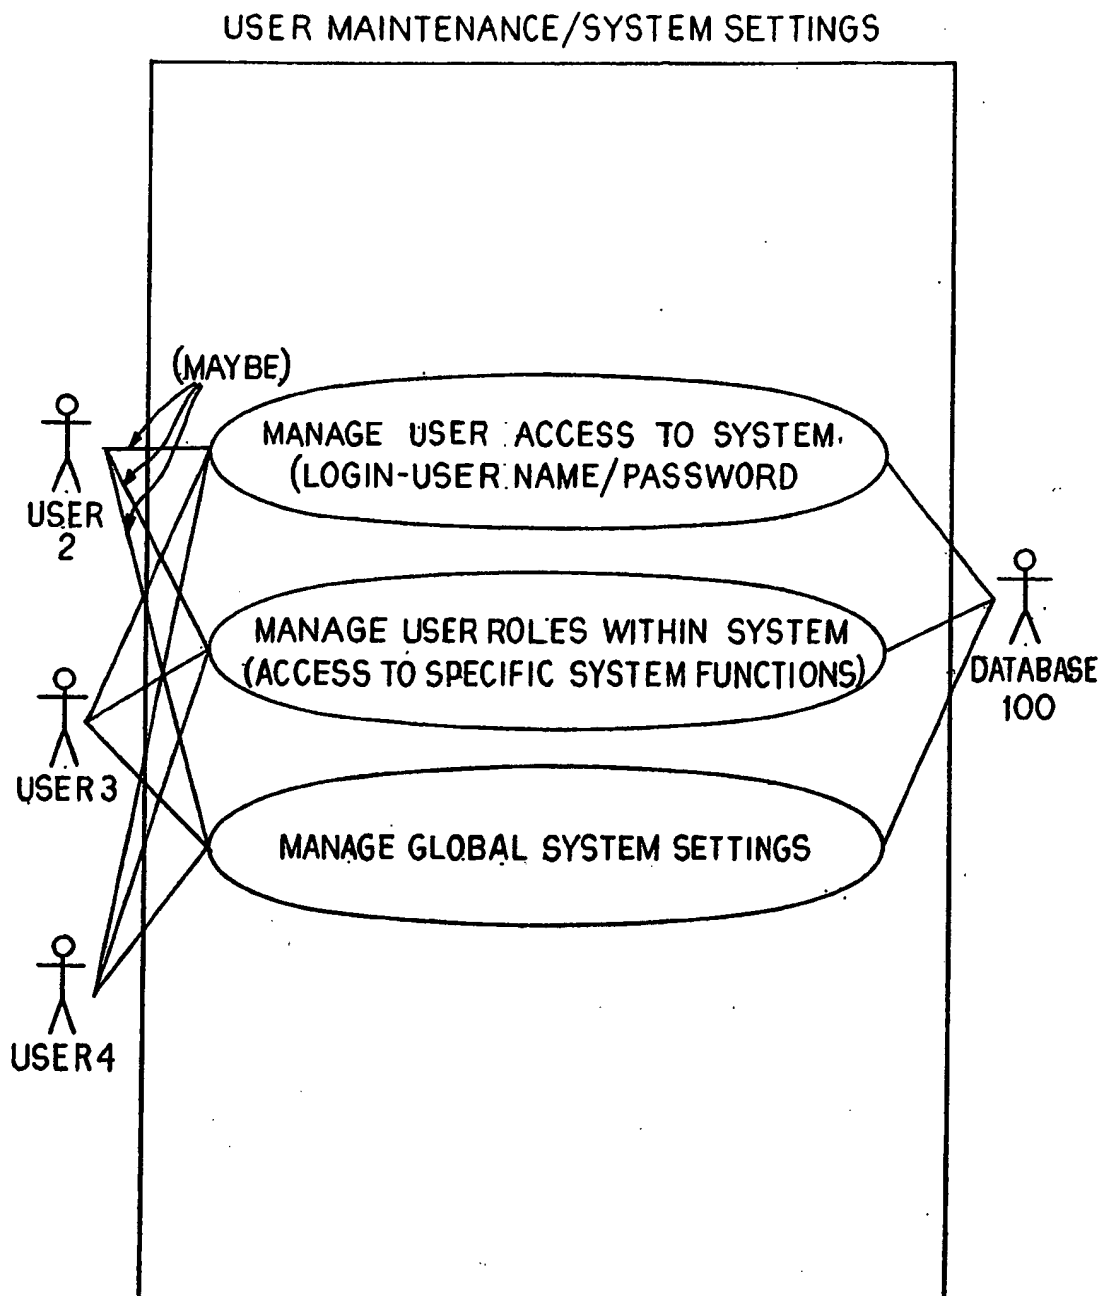 USER MAINTENANCE/SYSTEM SETTINGS
(MAYBE)
MANAGE USER ACCESS TO SYSTEM
(LOGIN-USER NAME/PASSWORD
USER
2
MANAGE USER ROLES WITHIN SYSTEM
(ACCESS TO SPECIFIC SYSTEM FUNCTIONS)
DATABASE
100
USER 3
MANAGE GLOBAL SYSTEM SETTINGS
USER 4